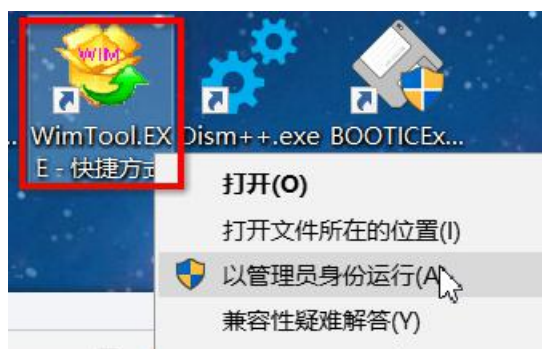 WIM
WimTool.EX Dism++.exe BOOTICEx...
E - 快捷方式
打开(O)
打开文件所在的位置(I)
以管理员身份运行(A)
兼容性疑难解答(Y)